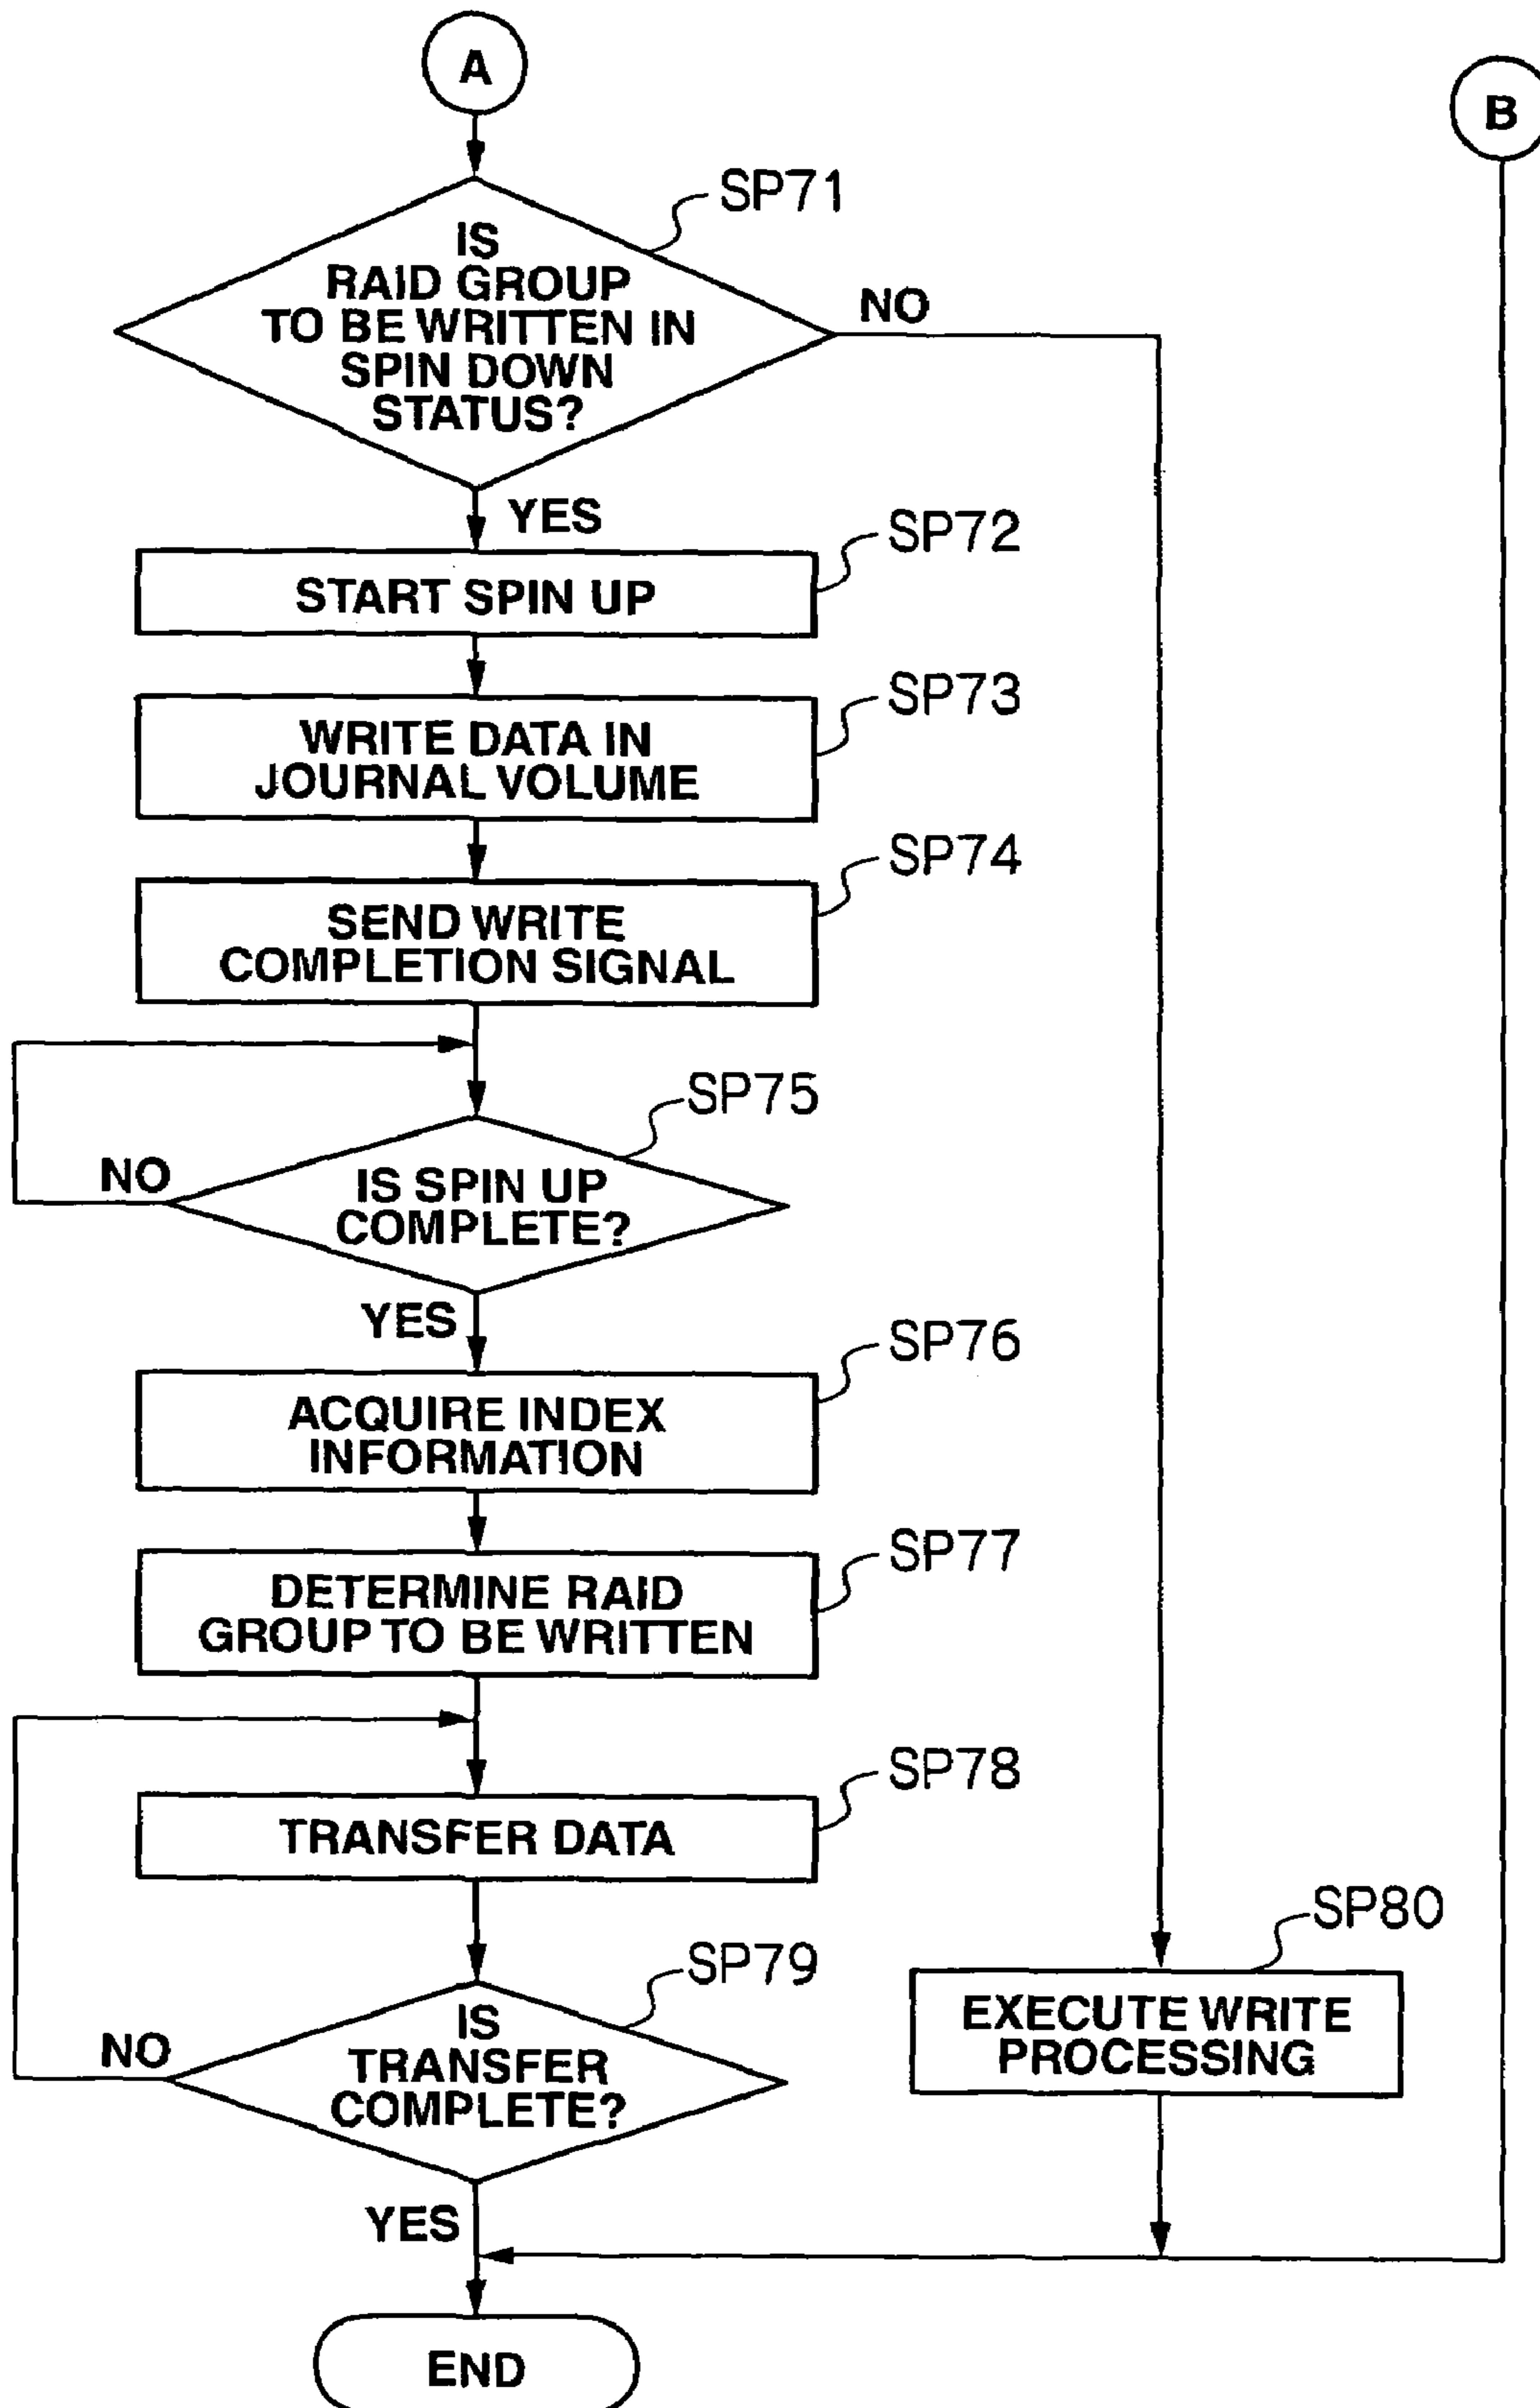 A
B
SP71
IS
RAID GROUP
TO BE WRITTEN IN
SPIN DOWN
STATUS?
NO
YES
SP72
START SPIN UP
SP73
WRITE DATA IN
JOURNAL VOLUME
SP74
SEND WRITE
COMPLETION SIGNAL
SP75
NO
IS SPIN UP
COMPLETE?
YES
SP76
ACQUIRE INDEX
INFORMATION
SP77
DETERMINE RAID
GROUP TO BE WRITTEN
SP78
TRANSFER DATA
SP79
NO
IS
TRANSFER
COMPLETE?
SP80
EXECUTE WRITE
PROCESSING
YES
END